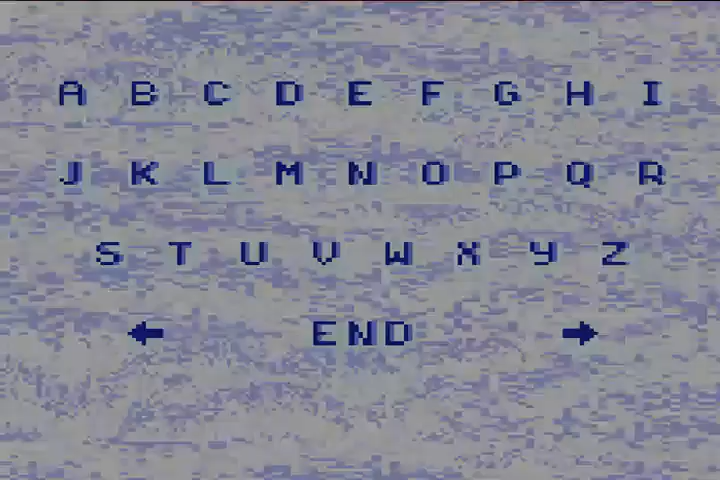 A B C D E F G H I
J K L M N O P Q R
S T U V W X Y Z
← END →